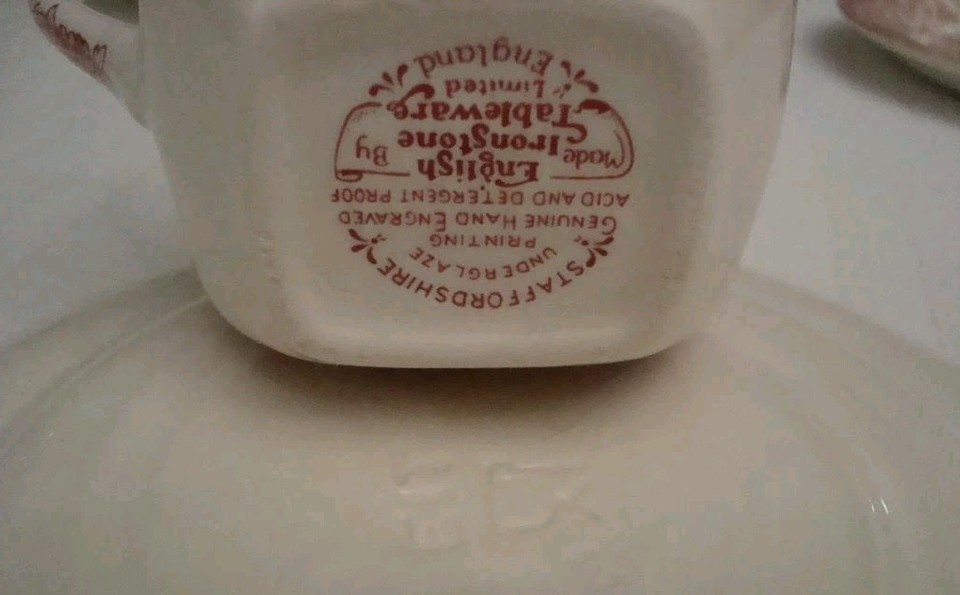 STAFFORDSHIRE
UNDERGLAZE
PRINTING
GENUINE HAND ENGRAVED
ACID AND DETERGENT PROOF
English
Made Ironstone By
Tableware
Limited
England